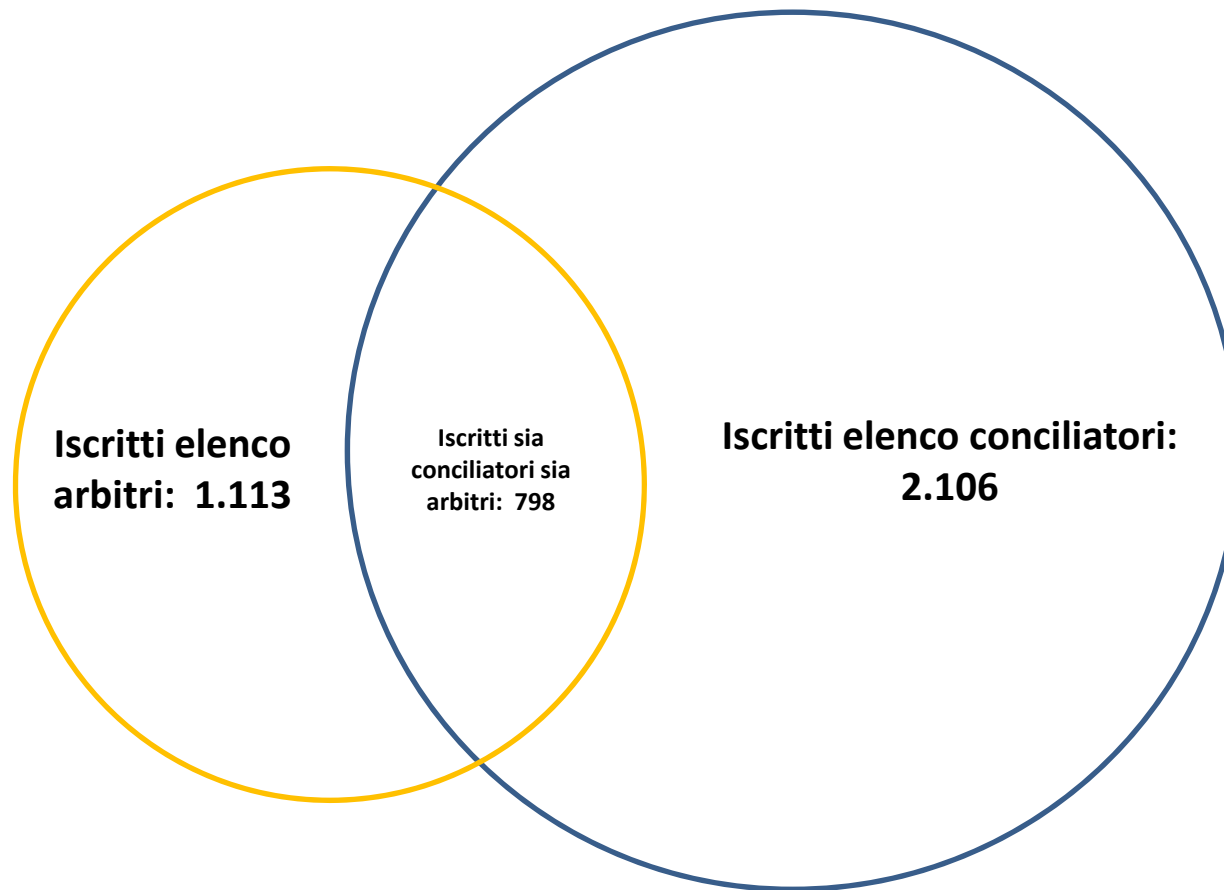 Iscritti elenco
arbitri:  1.113
Iscritti sia
conciliatori sia
arbitri:  798
Iscritti elenco conciliatori:
2.106